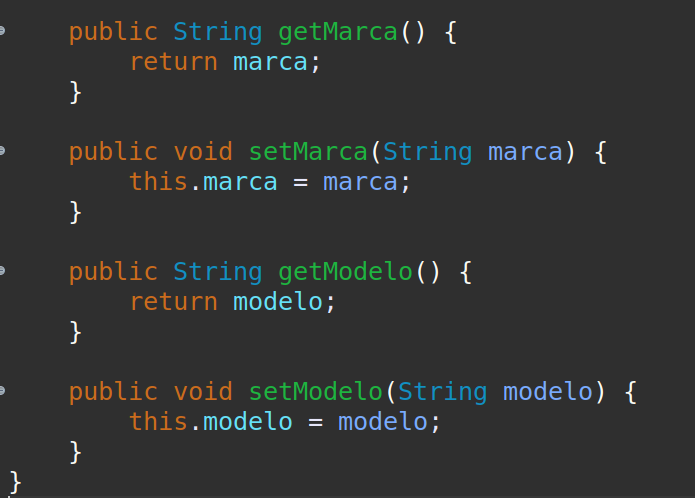 public String getMarca() {
return marca;
}
public void setMarca(String marca) {
this.marca = marca;
}
public String getModelo() {
return modelo;
}
public void setModelo(String modelo) {
this.modelo = modelo;
}
}